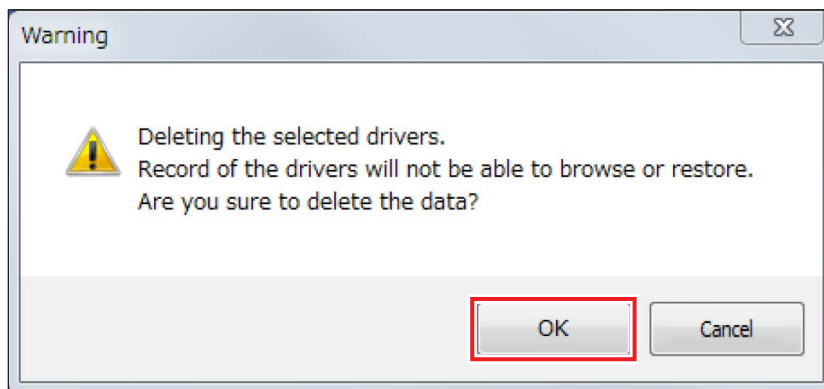 Warning
Deleting the selected drivers.
Record of the drivers will not be able to browse or restore.
Are you sure to delete the data?
OK
Cancel